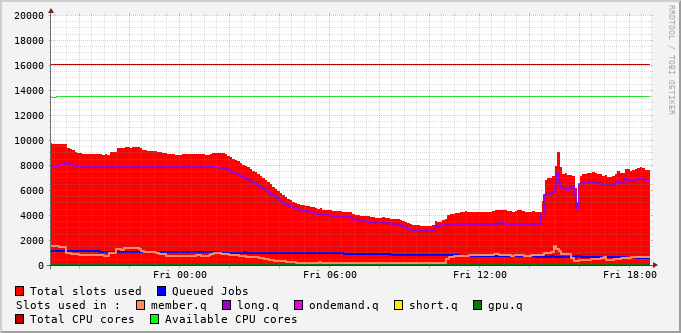 RRDTOOL / TOBI OETIKER
20000
18000
16000
14000
12000
10000
8000
6000
4000
2000
0
Fri 00:00 Fri 06:00 Fri 12:00 Fri 18:00
Total slots used Queued Jobs
Slots used in : member.q long.q ondemand.q short.q gpu.q
Total CPU cores Available CPU cores